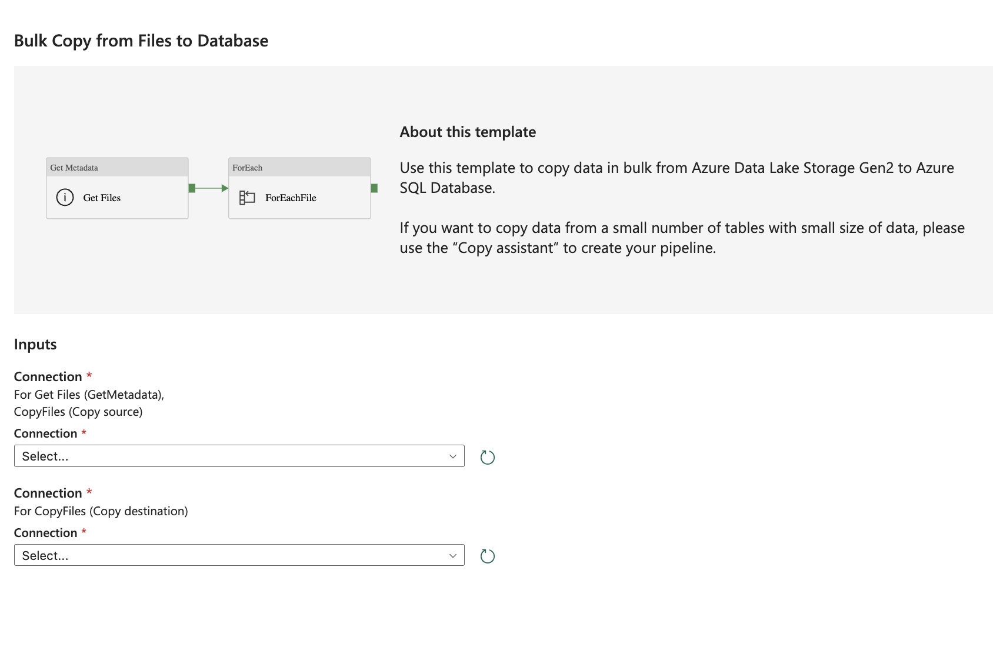 Bulk Copy from Files to Database
Get Metadata
Get Files
ForEach
ForEachFile
About this template
Use this template to copy data in bulk from Azure Data Lake Storage Gen2 to Azure
SQL Database.
If you want to copy data from a small number of tables with small size of data, please
use the “Copy assistant” to create your pipeline.
Inputs
Connection *
For Get Files (GetMetadata),
CopyFiles (Copy source)
Connection *
Select...
Connection *
For CopyFiles (Copy destination)
Connection *
Select...